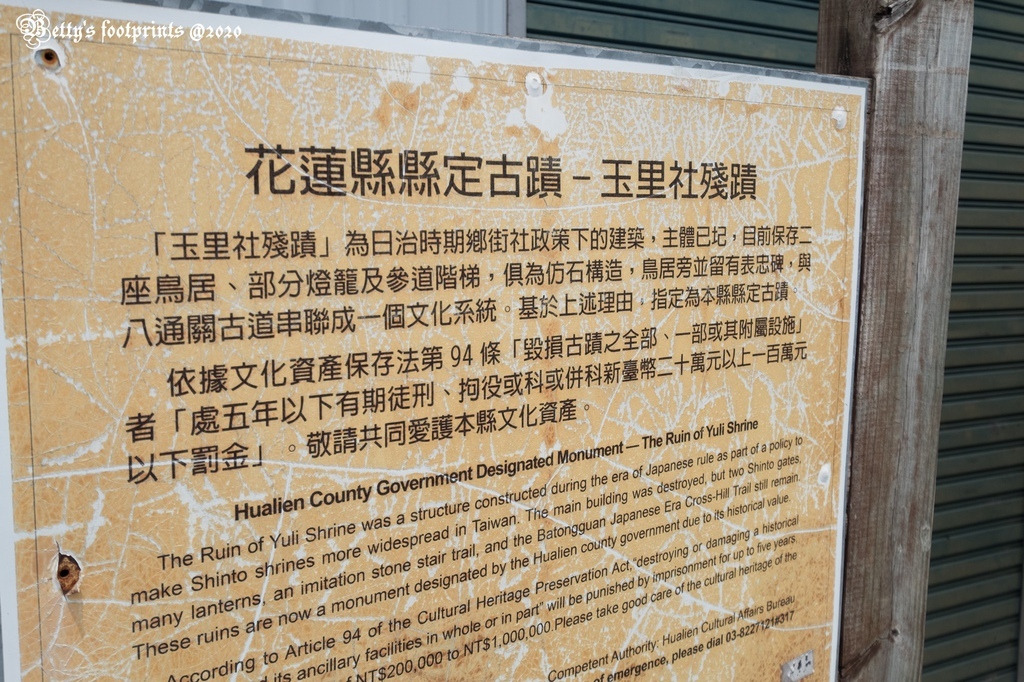 Betty's footprints @2020
花蓮縣縣定古蹟－玉里社殘蹟
「玉里社殘蹟」為日治時期鄉街社政策下的建築，主體已圮，目前保存二
座鳥居、部分燈籠及參道階梯，俱為仿石構造，鳥居旁並留有表忠碑，與
八通關古道串聯成一個文化系統。基於上述理由，指定為本縣縣定古蹟。
依據文化資產保存法第94條「毀損古蹟之全部、一部或其附屬設施」
者「處五年以下有期徒刑、拘役或科或併科新臺幣二十萬元以上一百萬元
以下罰金」。敬請共同愛護本縣文化資產。
Hualien County Government Designated Monument — The Ruin of Yuli Shrine
The Ruin of Yuli Shrine was a structure constructed during the era of Japanese rule as part of a policy to
make Shinto shrines more widespread in Taiwan. The main building was destroyed, but two Shinto gates,
many lanterns, an imitation stone stair trail, and the Batongguan Japanese Era Cross-Hill Trail still remain.
These ruins are now a monument designated by the Hualien county government due to its historical value.
According to Article 94 of the Cultural Heritage Preservation Act,"destroying or damaging a historical
its ancillary facilities in whole or in part" will be punished by imprisonment for up to five years
NT$200,000 to NT$1,000,000.Please take good care of the cultural heritage of the
Competent Authority: Hualien Cultural Affairs Bureau
of emergence, please dial 03-8227121#317